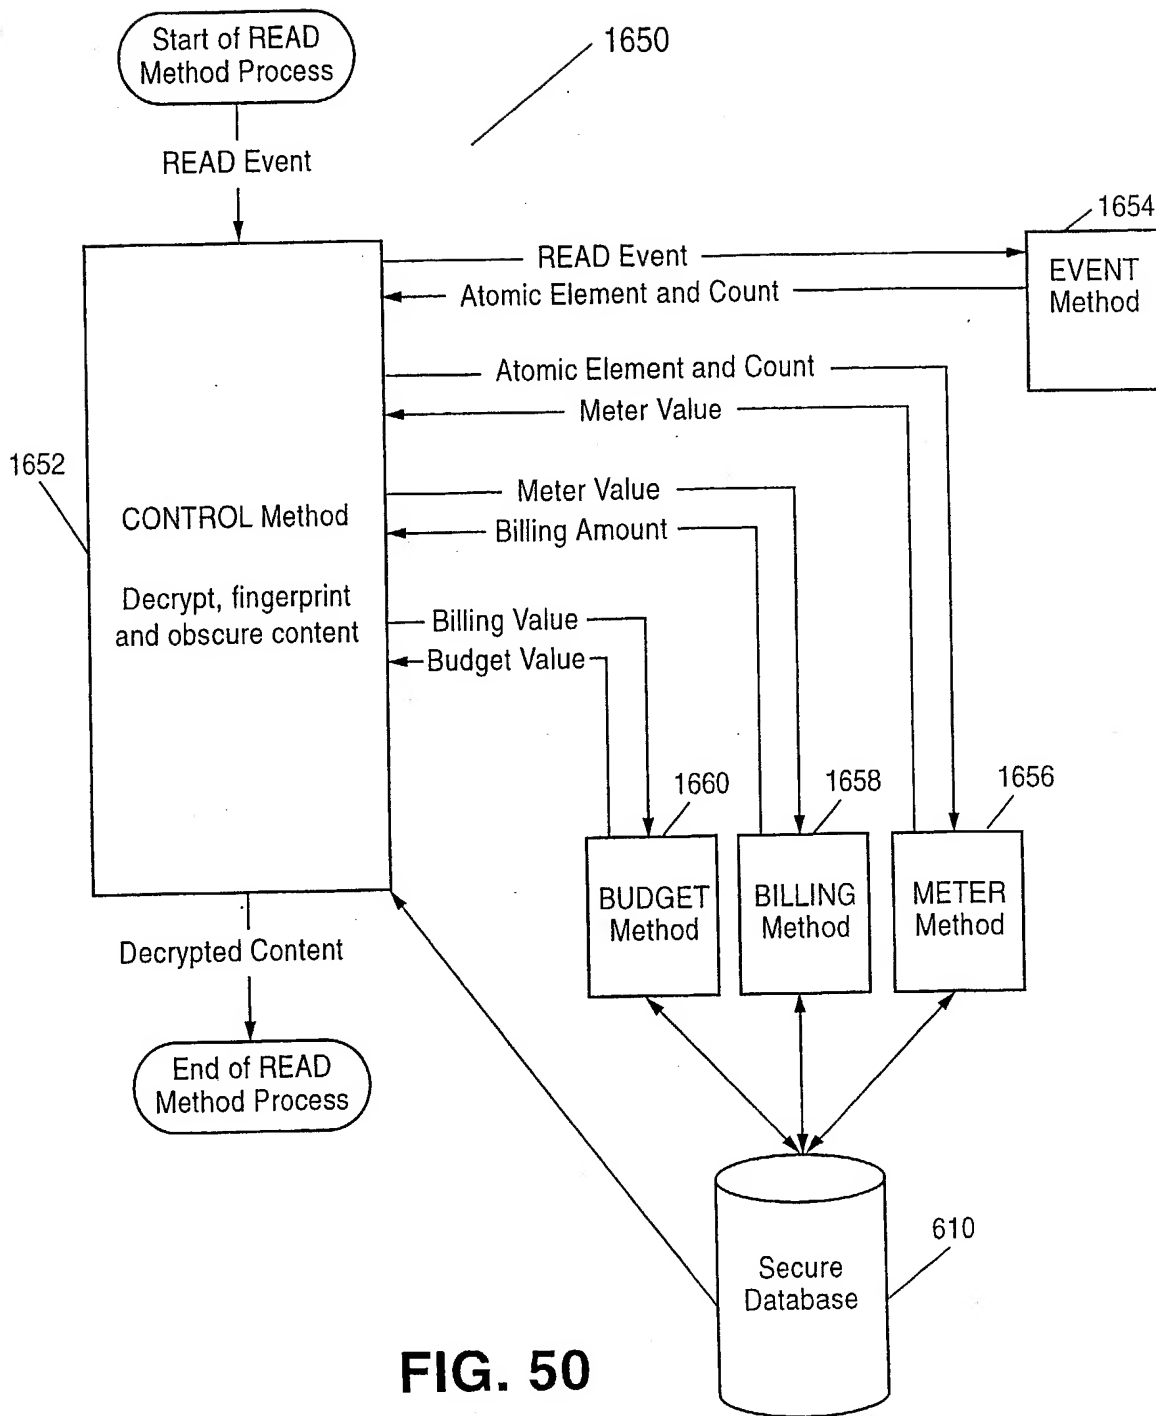 Start of READ
Method Process
1650
READ Event
1654
READ Event
EVENT
Method
Atomic Element and Count
Atomic Element and Count
Meter Value
1652
Meter Value
CONTROL Method
Billing Amount
Decrypt, fingerprint
and obscure content
Billing Value
Budget Value
1660
1658
1656
BUDGET
Method
BILLING
Method
METER
Method
Decrypted Content
End of READ
Method Process
610
Secure
Database
FIG. 50